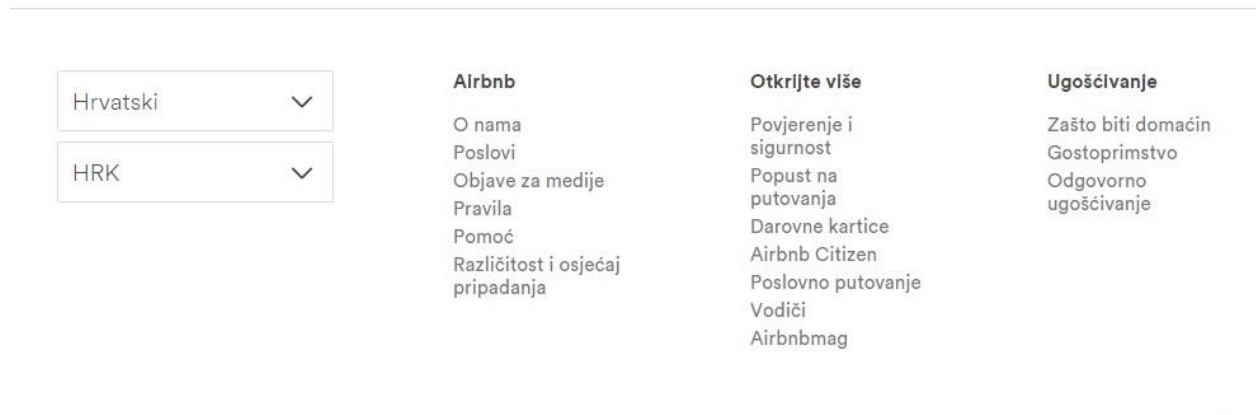 Hrvatski
HRK
Airbnb
O nama
Poslovi
Objave za medije
Pravila
Pomoć
Različitost i osjećaj
pripadanja
Otkrijte više
Povjerenje i
sigurnost
Popust na
putovanja
Darovne kartice
Airbnb Citizen
Poslovno putovanje
Vodiči
Airbnbmag
Ugošćivanje
Zašto biti domaćin
Gostoprimstvo
Odgovorno
ugošćivanje